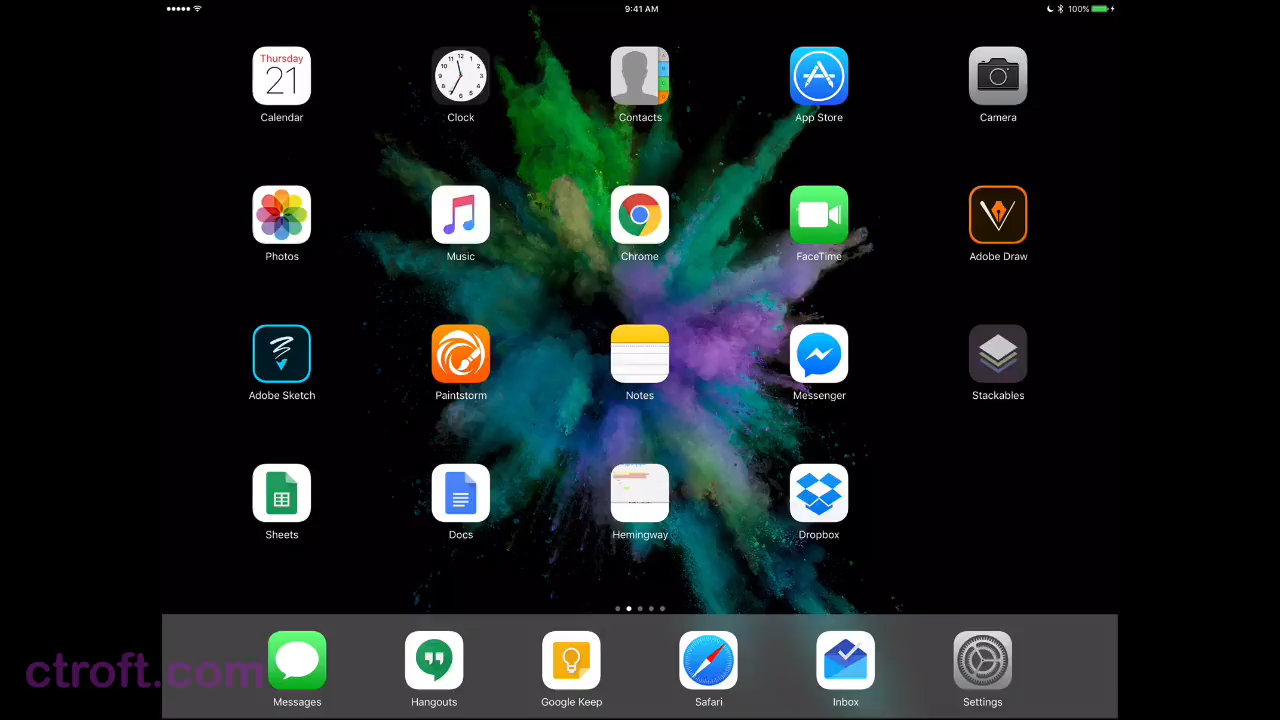 9:41 AM
100%
Thursday
21
Calendar
Clock
Contacts
App Store
Camera
Photos
Music
Chrome
FaceTime
Adobe Draw
Adobe Sketch
Paintstorm
Notes
Messenger
Stackables
Sheets
Docs
Hemingway
Dropbox
Messages
Hangouts
Google Keep
Safari
Inbox
Settings
ctroft.com